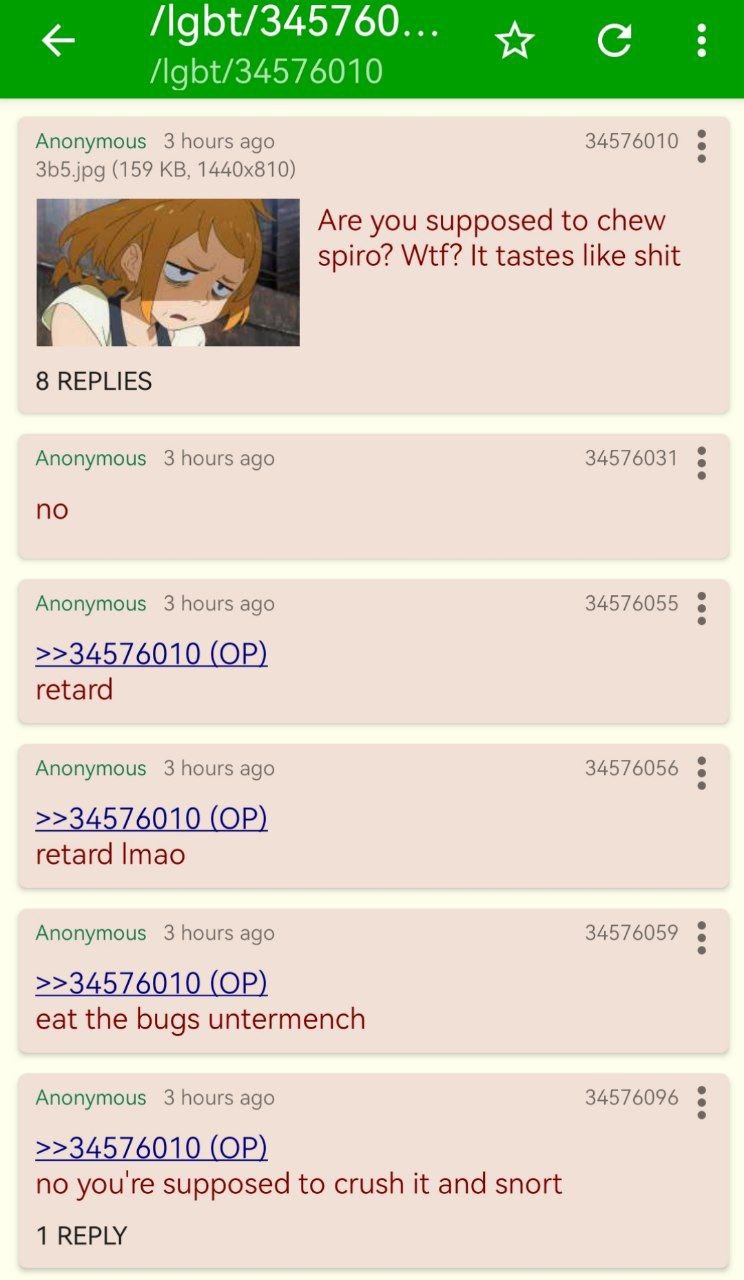 /lgbt/345760...
/lgbt/34576010
Anonymous 3 hours ago 34576010
3b5.jpg (159 KB, 1440x810)
Are you supposed to chew
spiro? Wtf? It tastes like shit
8 REPLIES
Anonymous 3 hours ago 34576031
no
Anonymous 3 hours ago 34576055
>>34576010 (OP)
retard
Anonymous 3 hours ago 34576056
>>34576010 (OP)
retard lmao
Anonymous 3 hours ago 34576059
>>34576010 (OP)
eat the bugs untermench
Anonymous 3 hours ago 34576096
>>34576010 (OP)
no you're supposed to crush it and snort
1 REPLY